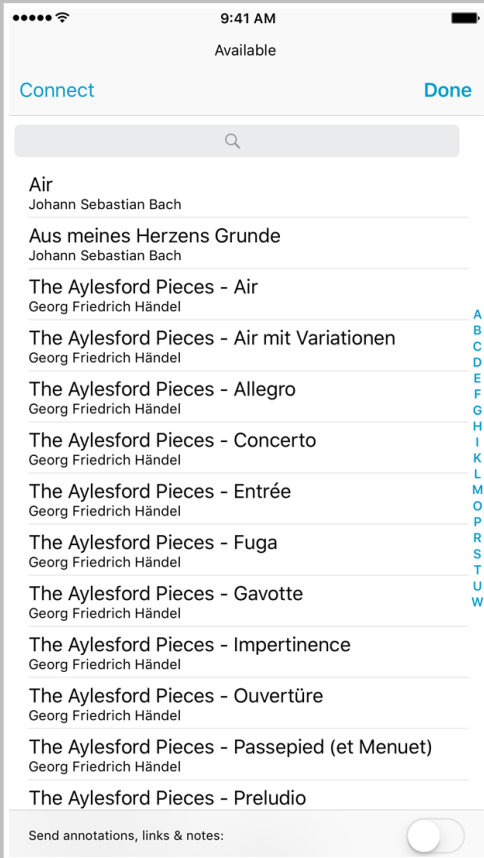 9:41 AM
Available
Connect Done
Air
Johann Sebastian Bach
Aus meines Herzens Grunde
Johann Sebastian Bach
The Aylesford Pieces - Air
Georg Friedrich Händel
The Aylesford Pieces - Air mit Variationen
Georg Friedrich Händel
The Aylesford Pieces - Allegro
Georg Friedrich Händel
The Aylesford Pieces - Concerto
Georg Friedrich Händel
The Aylesford Pieces - Entrée
Georg Friedrich Händel
The Aylesford Pieces - Fuga
Georg Friedrich Händel
The Aylesford Pieces - Gavotte
Georg Friedrich Händel
The Aylesford Pieces - Impertinence
Georg Friedrich Händel
The Aylesford Pieces - Ouvertüre
Georg Friedrich Händel
The Aylesford Pieces - Passepied (et Menuet)
Georg Friedrich Händel
The Aylesford Pieces - Preludio
A
B
C
D
E
F
G
H
I
K
L
M
O
P
R
S
T
U
W
Send annotations, links & notes: